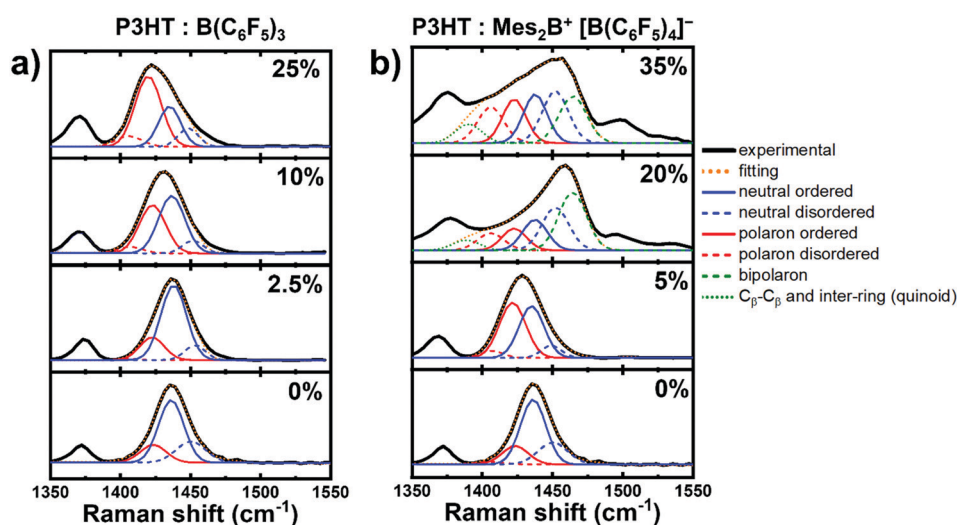 P3HT : B(C₆F₅)₃
a)
25%
10%
2.5%
0%
1350 1400 1450 1500 1550
Raman shift (cm⁻¹)
P3HT : Mes₂B⁺ [B(C₆F₅)₄]⁻
b)
35%
20%
5%
0%
1350 1400 1450 1500 1550
Raman shift (cm⁻¹)
experimental
fitting
neutral ordered
neutral disordered
polaron ordered
polaron disordered
bipolaron
Cᵦ-Cᵦ and inter-ring (quinoid)